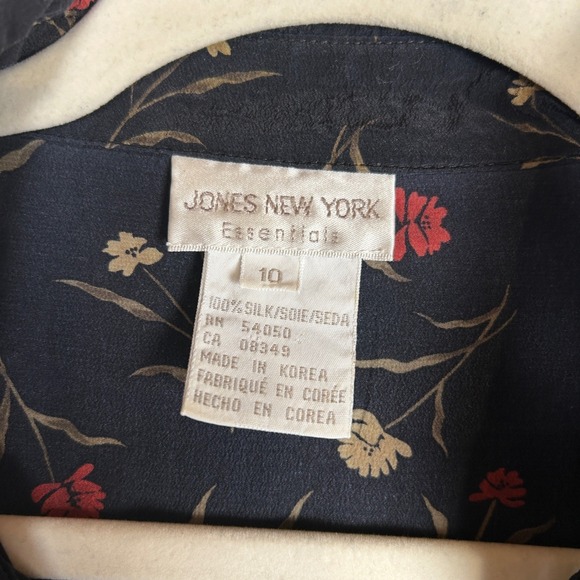 JONES NEW YORK
Essentials
10
100% SILK/SOIE/SEDA
RN 54050
CA 08349
MADE IN KOREA
FABRIQUÉ EN CORÉE
HECHO EN COREA